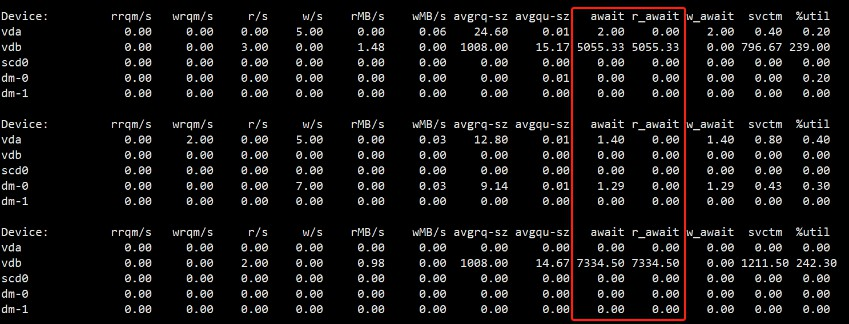 Device: rrqm/s wrqm/s r/s w/s rMB/s wMB/s avgrq-sz avgqu-sz await r_await w_await svctm %util
vda 0.00 0.00 0.00 5.00 0.00 0.06 24.60 0.01 2.00 0.00 2.00 0.40 0.20
vdb 0.00 0.00 3.00 0.00 1.48 0.00 1008.00 15.17 5055.33 5055.33 0.00 796.67 239.00
scd0 0.00 0.00 0.00 0.00 0.00 0.00 0.00 0.00 0.00 0.00 0.00 0.00 0.00
dm-0 0.00 0.00 0.00 0.00 0.00 0.00 0.00 0.01 0.00 0.00 0.00 0.00 0.20
dm-1 0.00 0.00 0.00 0.00 0.00 0.00 0.00 0.00 0.00 0.00 0.00 0.00 0.00
Device: rrqm/s wrqm/s r/s w/s rMB/s wMB/s avgrq-sz avgqu-sz await r_await w_await svctm %util
vda 0.00 2.00 0.00 5.00 0.00 0.03 12.80 0.01 1.40 0.00 1.40 0.80 0.40
vdb 0.00 0.00 0.00 0.00 0.00 0.00 0.00 0.00 0.00 0.00 0.00 0.00 0.00
scd0 0.00 0.00 0.00 0.00 0.00 0.00 0.00 0.00 0.00 0.00 0.00 0.00 0.00
dm-0 0.00 0.00 0.00 7.00 0.00 0.03 9.14 0.01 1.29 0.00 1.29 0.43 0.30
dm-1 0.00 0.00 0.00 0.00 0.00 0.00 0.00 0.00 0.00 0.00 0.00 0.00 0.00
Device: rrqm/s wrqm/s r/s w/s rMB/s wMB/s avgrq-sz avgqu-sz await r_await w_await svctm %util
vda 0.00 0.00 0.00 0.00 0.00 0.00 0.00 0.00 0.00 0.00 0.00 0.00 0.00
vdb 0.00 0.00 2.00 0.00 0.98 0.00 1008.00 14.67 7334.50 7334.50 0.00 1211.50 242.30
scd0 0.00 0.00 0.00 0.00 0.00 0.00 0.00 0.00 0.00 0.00 0.00 0.00 0.00
dm-0 0.00 0.00 0.00 0.00 0.00 0.00 0.00 0.00 0.00 0.00 0.00 0.00 0.00
dm-1 0.00 0.00 0.00 0.00 0.00 0.00 0.00 0.00 0.00 0.00 0.00 0.00 0.00